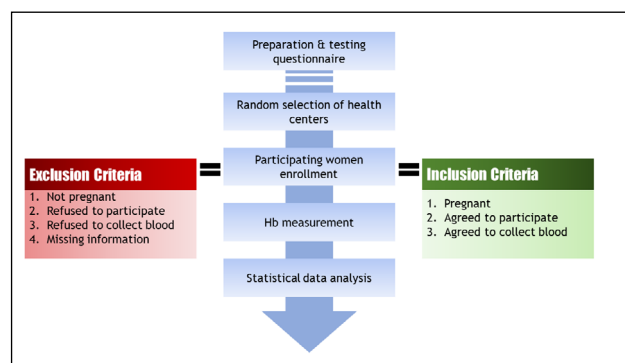 Preparation & testing
questionnaire
Random selection of health
centers
Participating women
enrollment
Exclusion Criteria
1. Not pregnant
2. Refused to participate
3. Refused to collect blood
4. Missing information
Inclusion Criteria
1. Pregnant
2. Agreed to participate
3. Agreed to collect blood
Hb measurement
Statistical data analysis